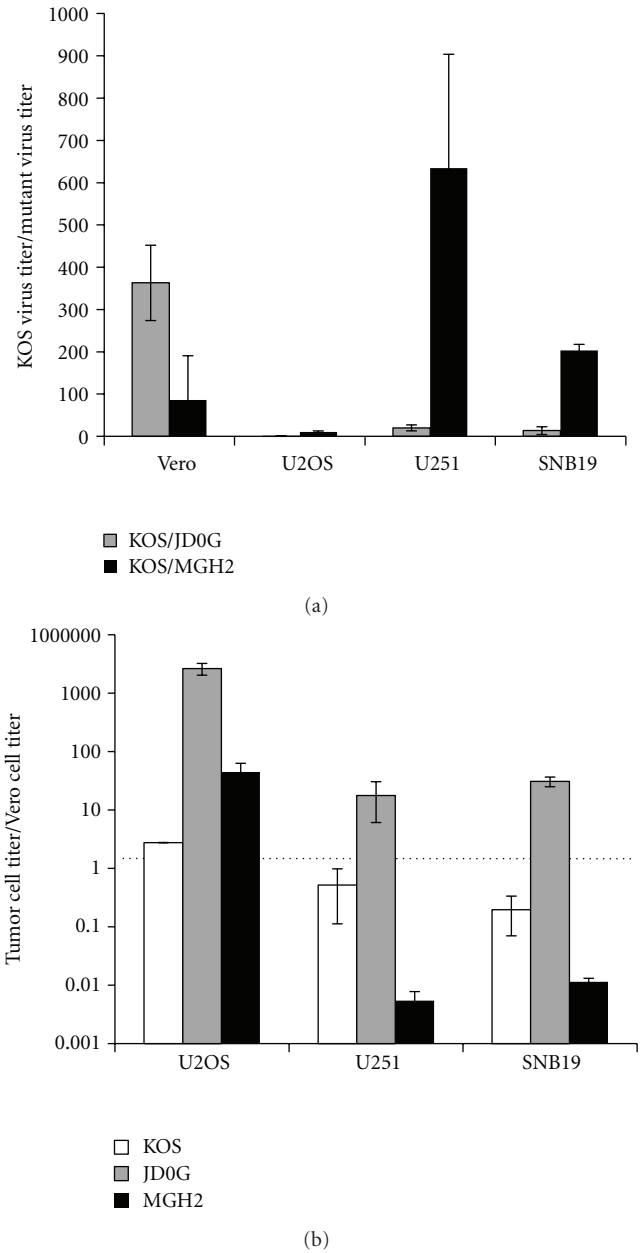 1000
900
800
700
600
500
400
300
200
100
0
KOS virus titer/mutant virus titer
Vero U2OS U251 SNB19
KOS/JD0G
KOS/MGH2
(a)
1000000
1000
100
10
1
0.1
0.01
0.001
Tumor cell titer/Vero cell titer
U2OS U251 SNB19
KOS
JD0G
MGH2
(b)